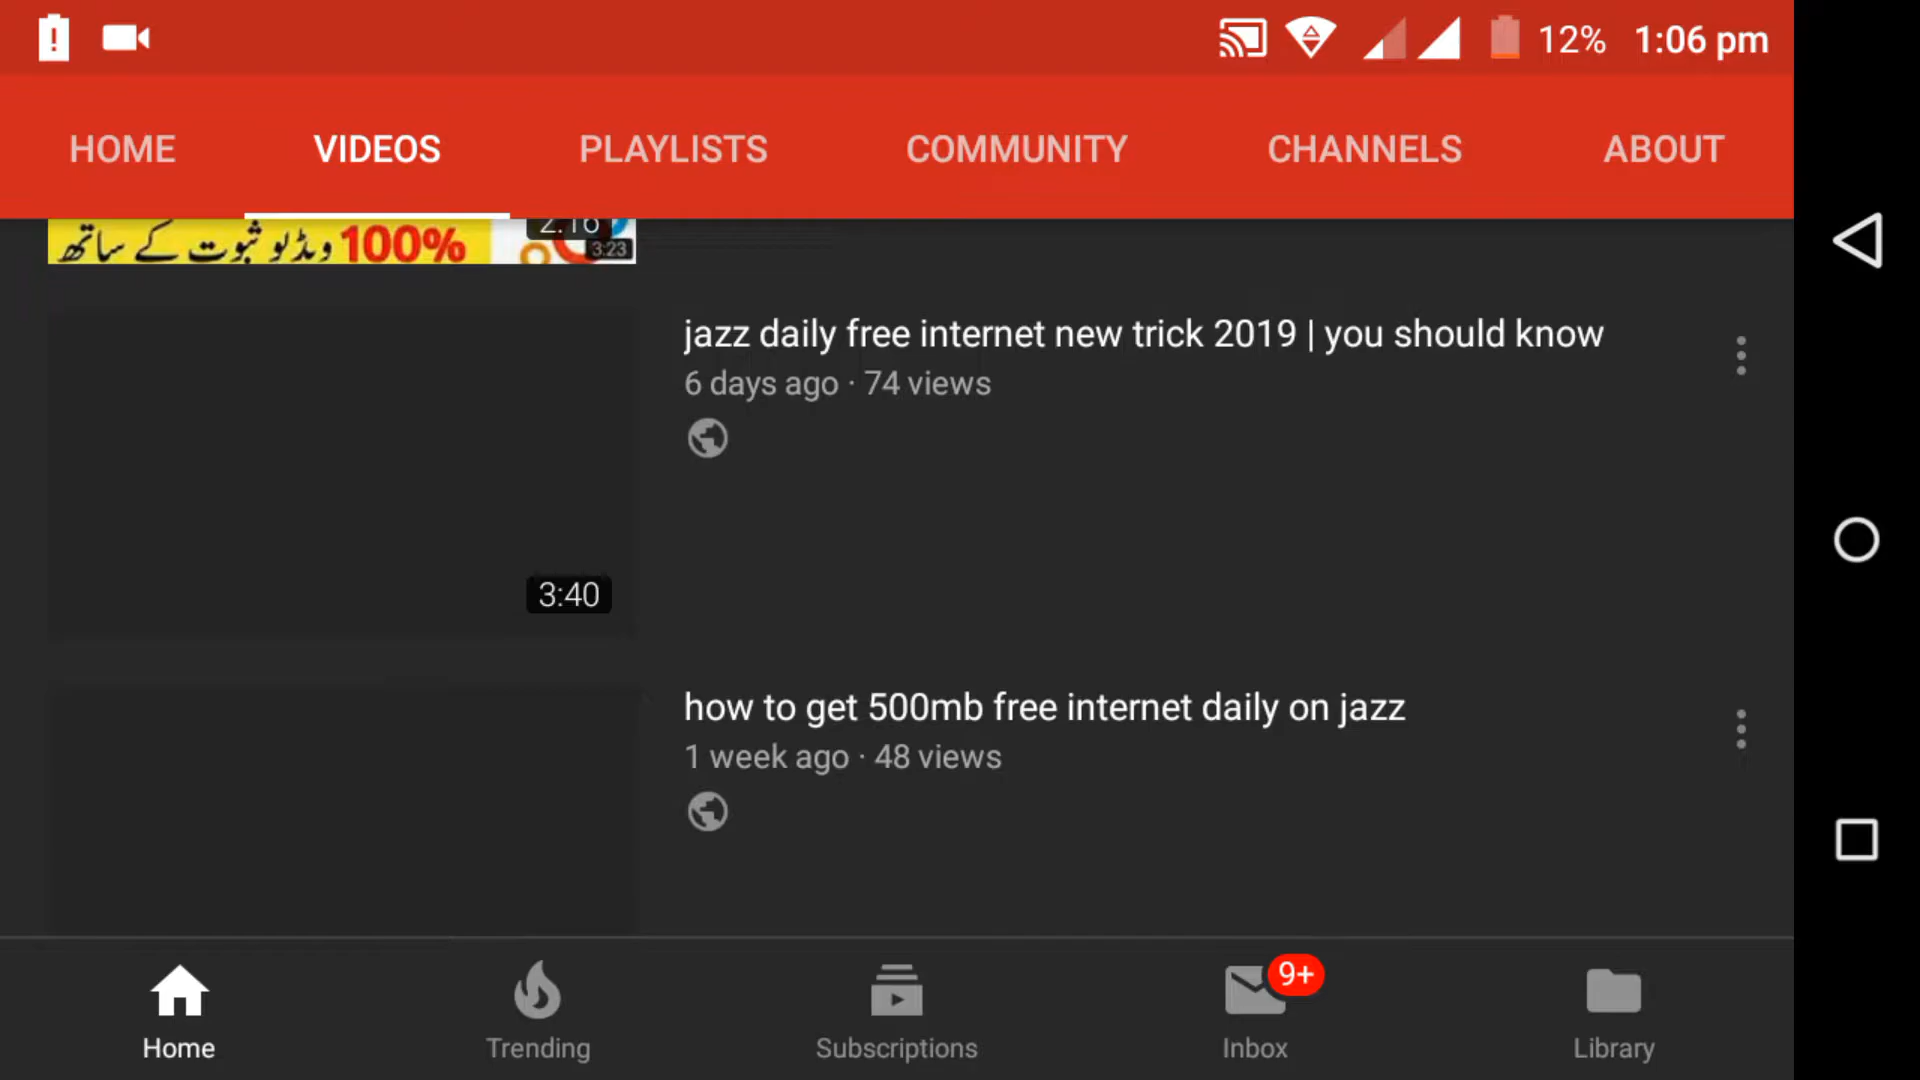 12% 1:06 pm
HOME VIDEOS PLAYLISTS COMMUNITY CHANNELS ABOUT
100% ویڈیو ثبوت کے ساتھ
2:16
3:23
jazz daily free internet new trick 2019 | you should know
6 days ago · 74 views
3:40
how to get 500mb free internet daily on jazz
1 week ago · 48 views
9+
Home Trending Subscriptions Inbox Library